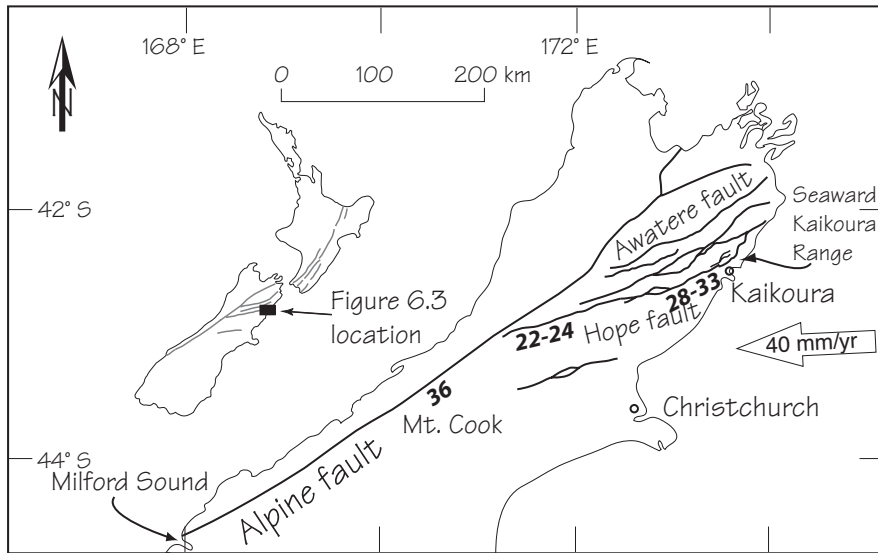 168° E
172° E
N
0 100 200 km
42° S
Awatere fault
Seaward
Kaikoura
Range
Figure 6.3
location
28-33
Kaikoura
22-24
Hope fault
40 mm/yr
36
Mt. Cook
Christchurch
44° S
Milford Sound
Alpine fault